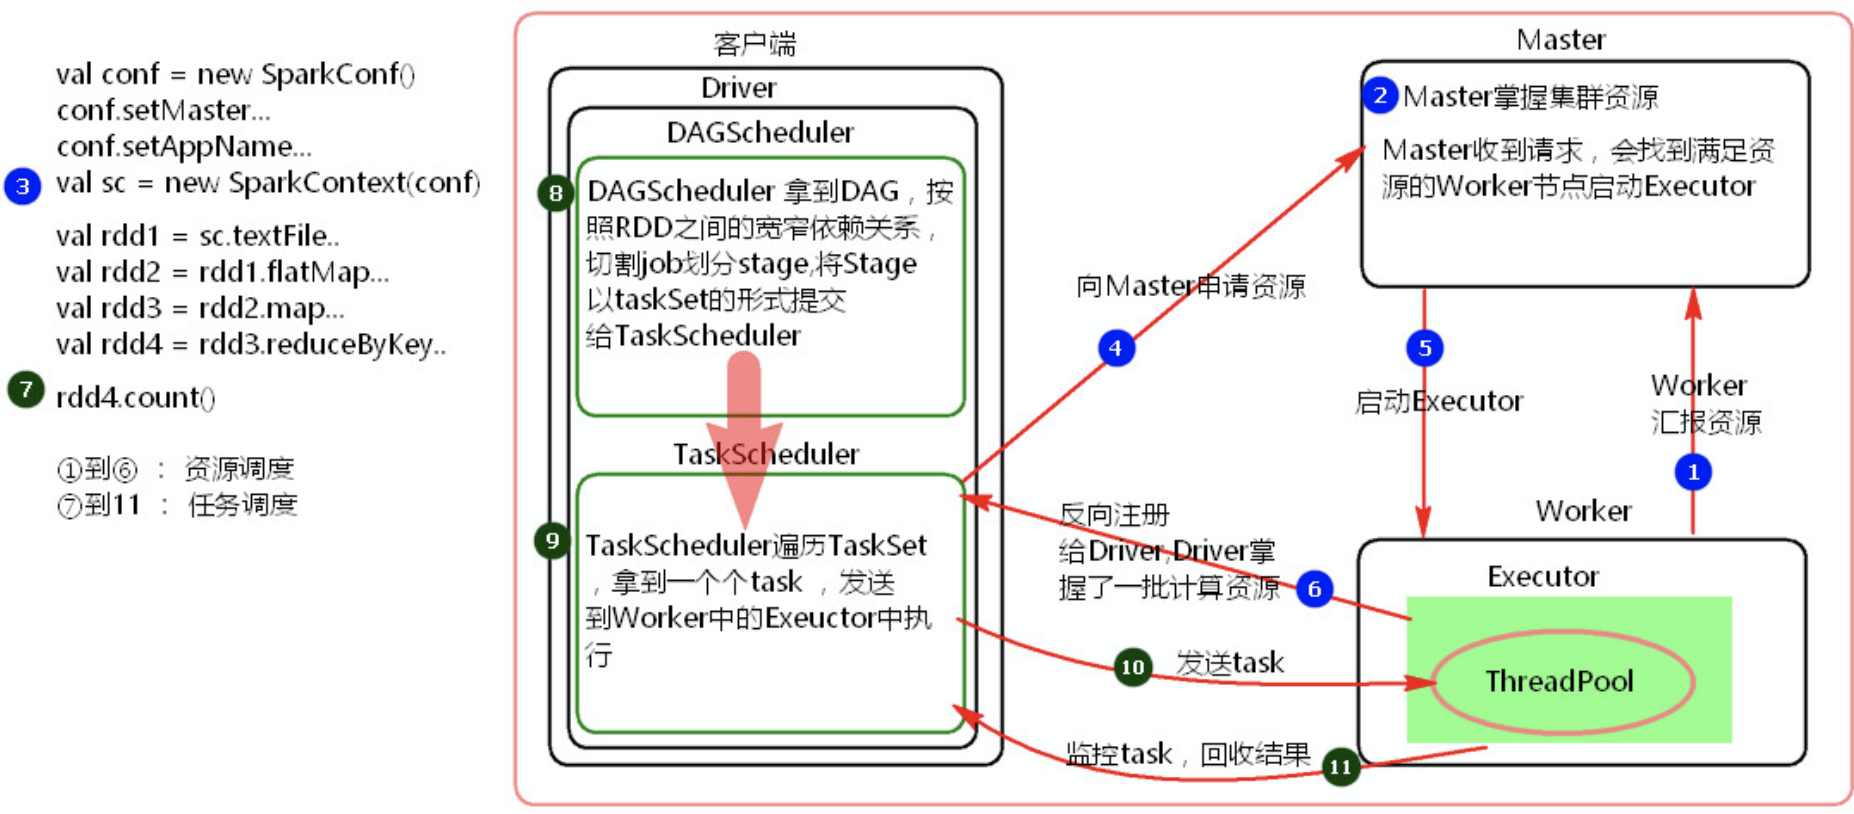 val conf = new SparkConf()
conf.setMaster...
conf.setAppName...
3
val sc = new SparkContext(conf)
val rdd1 = sc.textFile..
val rdd2 = rdd1.flatMap...
val rdd3 = rdd2.map...
val rdd4 = rdd3.reduceByKey..
7
rdd4.count()
①到⑥ ： 资源调度
⑦到11 ： 任务调度
客户端
Driver
DAGScheduler
8
DAGScheduler 拿到DAG，按
照RDD之间的宽窄依赖关系，
切割job划分stage,将Stage
以taskSet的形式提交
给TaskScheduler
TaskScheduler
9
TaskScheduler遍历TaskSet
，拿到一个个task ，发送
到Worker中的Exeuctor中执
行
Master
2
Master掌握集群资源
Master收到请求，会找到满足资
源的Worker节点启动Executor
向Master申请资源
4
5
启动Executor
Worker
汇报资源
1
反向注册
给Driver,Driver掌
握了一批计算资源
6
Worker
Executor
ThreadPool
10
发送task
监控task，回收结果
11